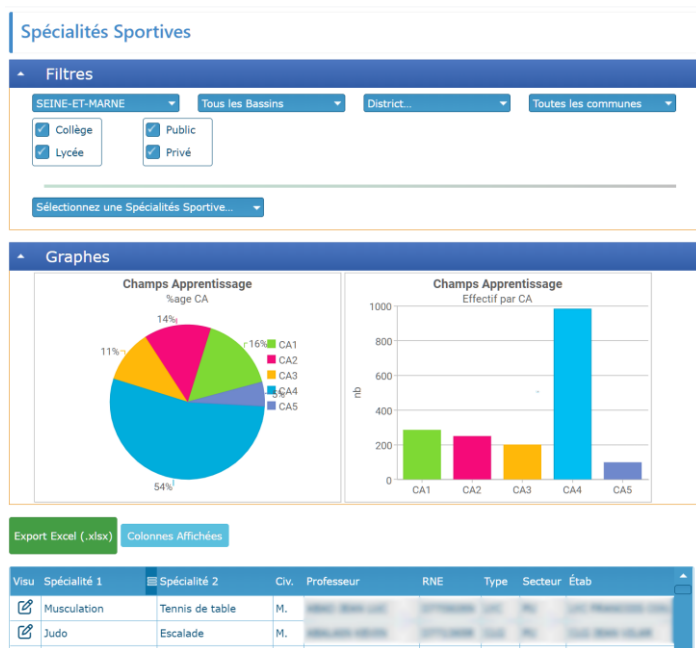 Spécialités Sportives
Filtres
SEINE-ET-MARNE Tous les Bassins District... Toutes les communes
Collège Public
Lycée Privé
Sélectionnez une Spécialités Sportive...
Graphes
Champs Apprentissage
%age CA
14%
11%
16%
54%
CA1
CA2
CA3
CA4
CA5
Champs Apprentissage
Effectif par CA
1000
800
600
400
200
0
nb
CA1 CA2 CA3 CA4 CA5
Export Excel (.xlsx) Colonnes Affichées
Visu Spécialité 1 Spécialité 2 Civ. Professeur RNE Type Secteur Étab
Musculation Tennis de table M.
Judo Escalade M.